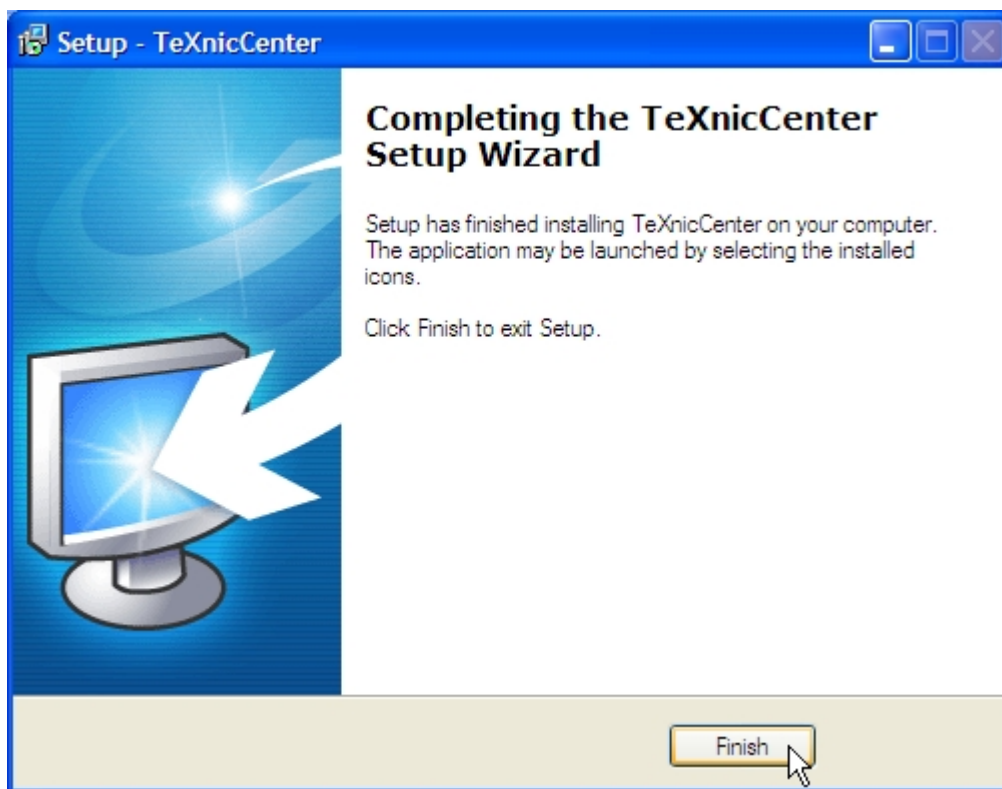 Setup - TeXnicCenter
Completing the TeXnicCenter
Setup Wizard
Setup has finished installing TeXnicCenter on your computer.
The application may be launched by selecting the installed
icons.
Click Finish to exit Setup.
Finish